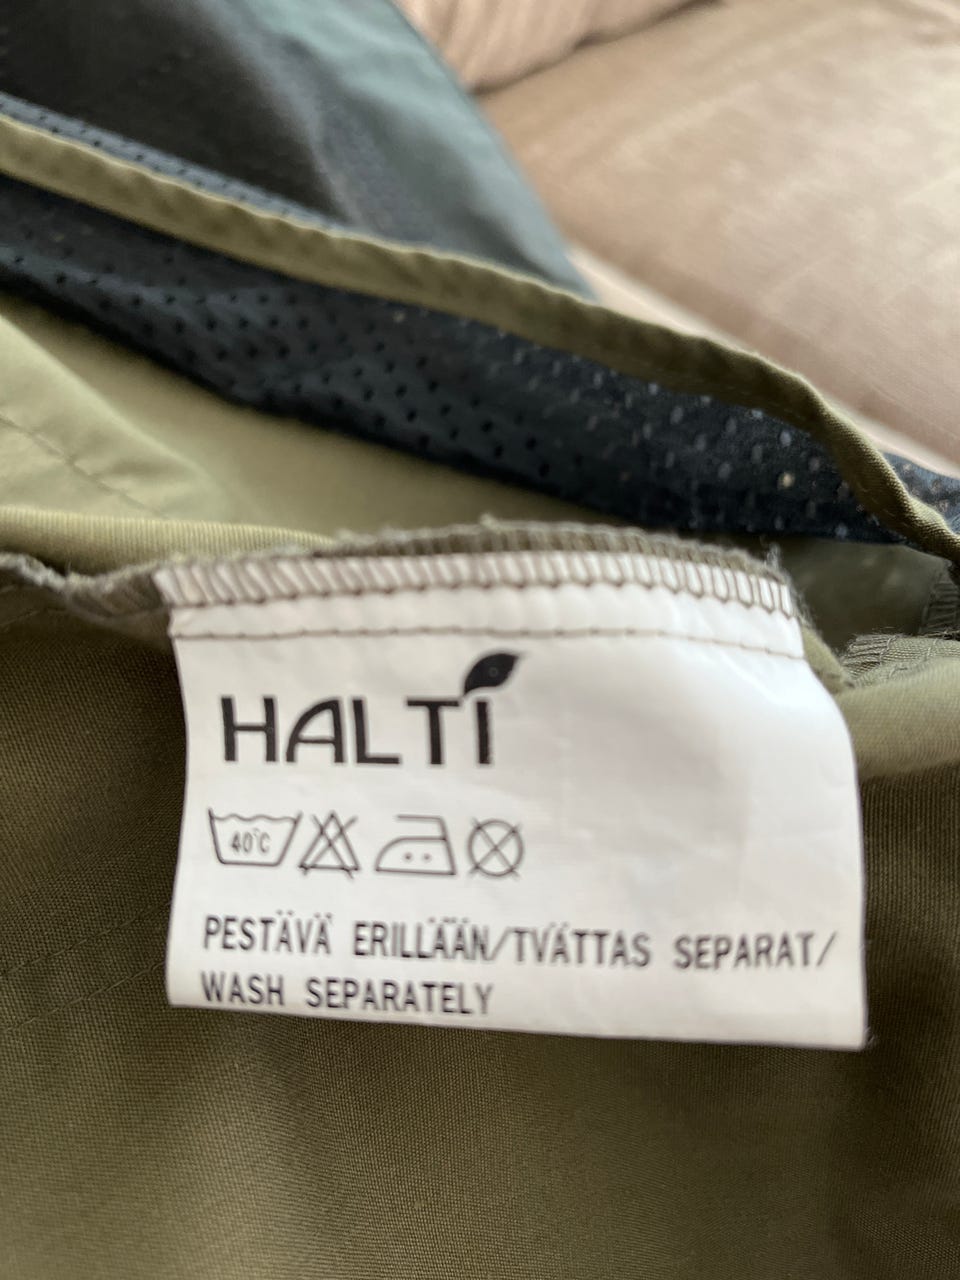 HALTI
40°C
PESTÄVÄ ERILLÄÄN/TVÄTTAS SEPARAT/
WASH SEPARATELY